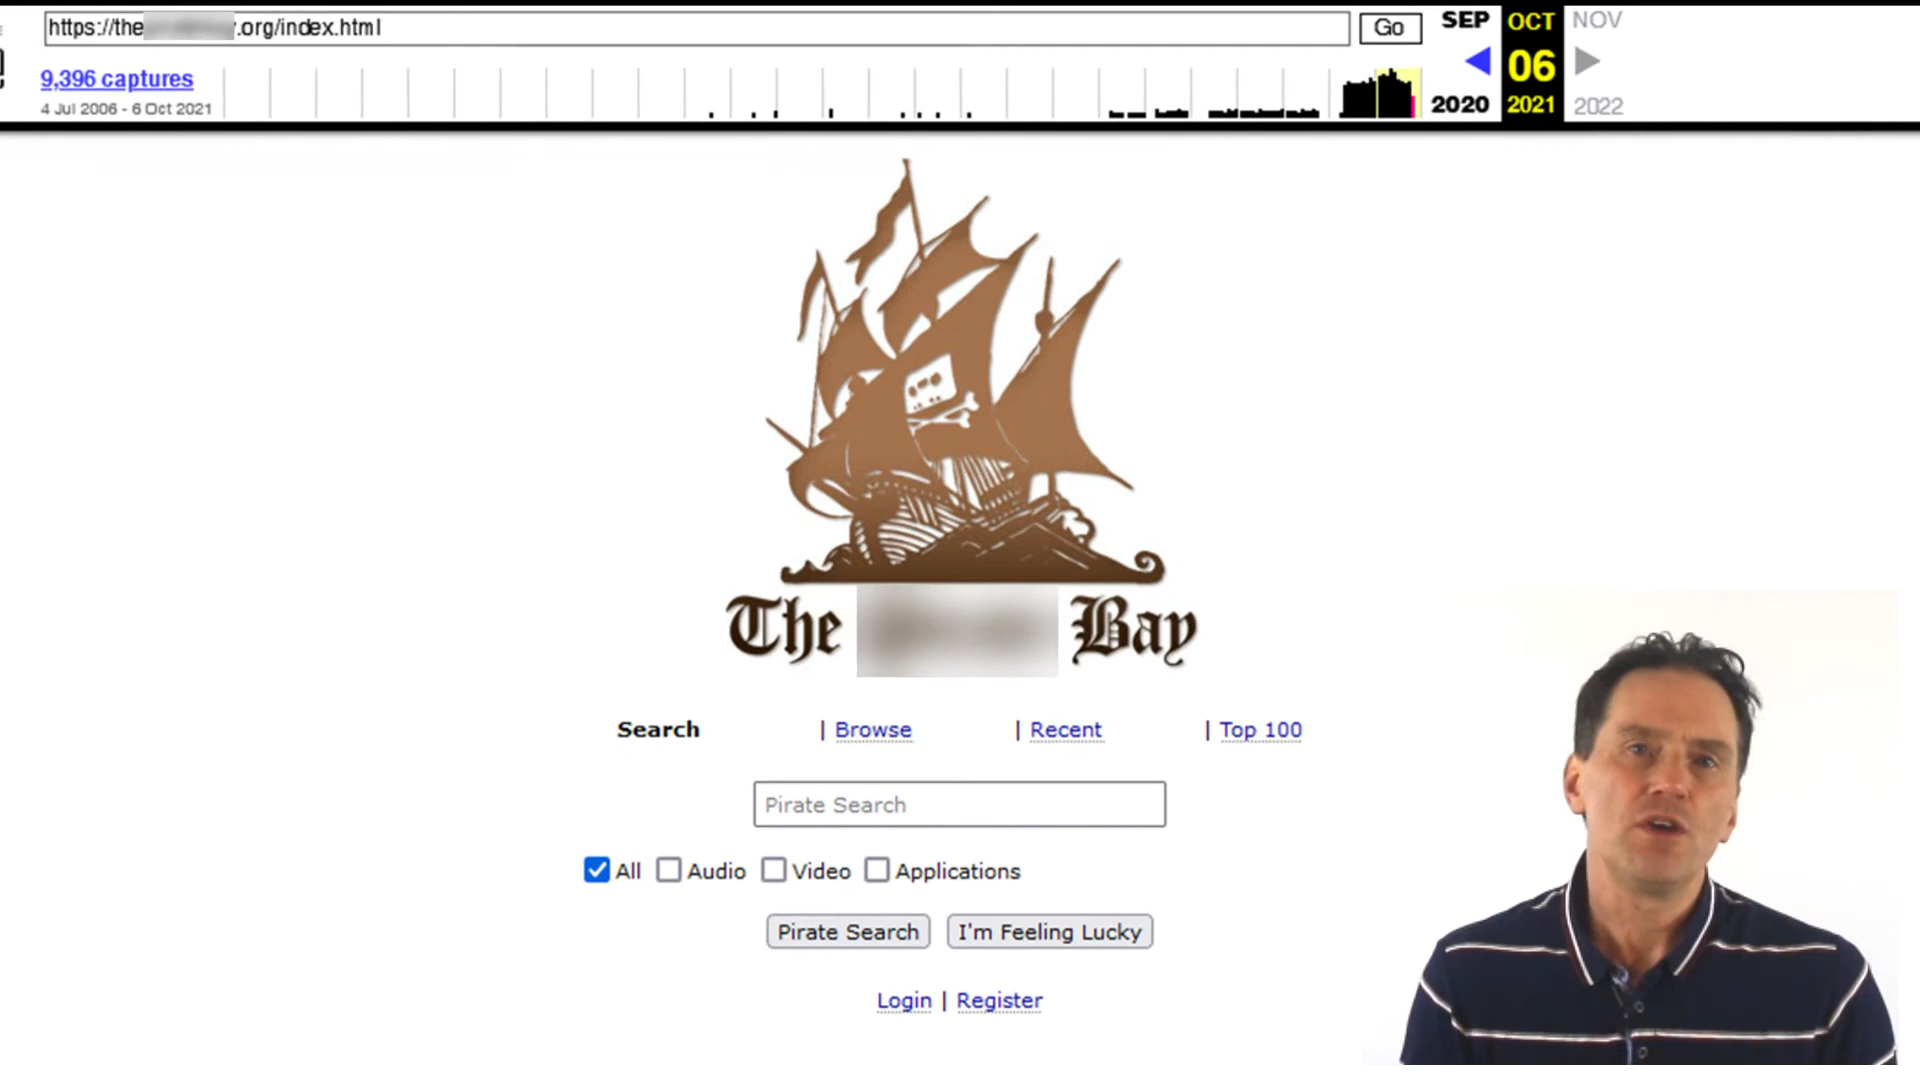 https://the .org/index.html
Go
SEP OCT NOV
9,396 captures
06
4 Jul 2006 - 6 Oct 2021
2020 2021 2022
The Bay
Search | Browse | Recent | Top 100
Pirate Search
All Audio Video Applications
Pirate Search I'm Feeling Lucky
Login | Register